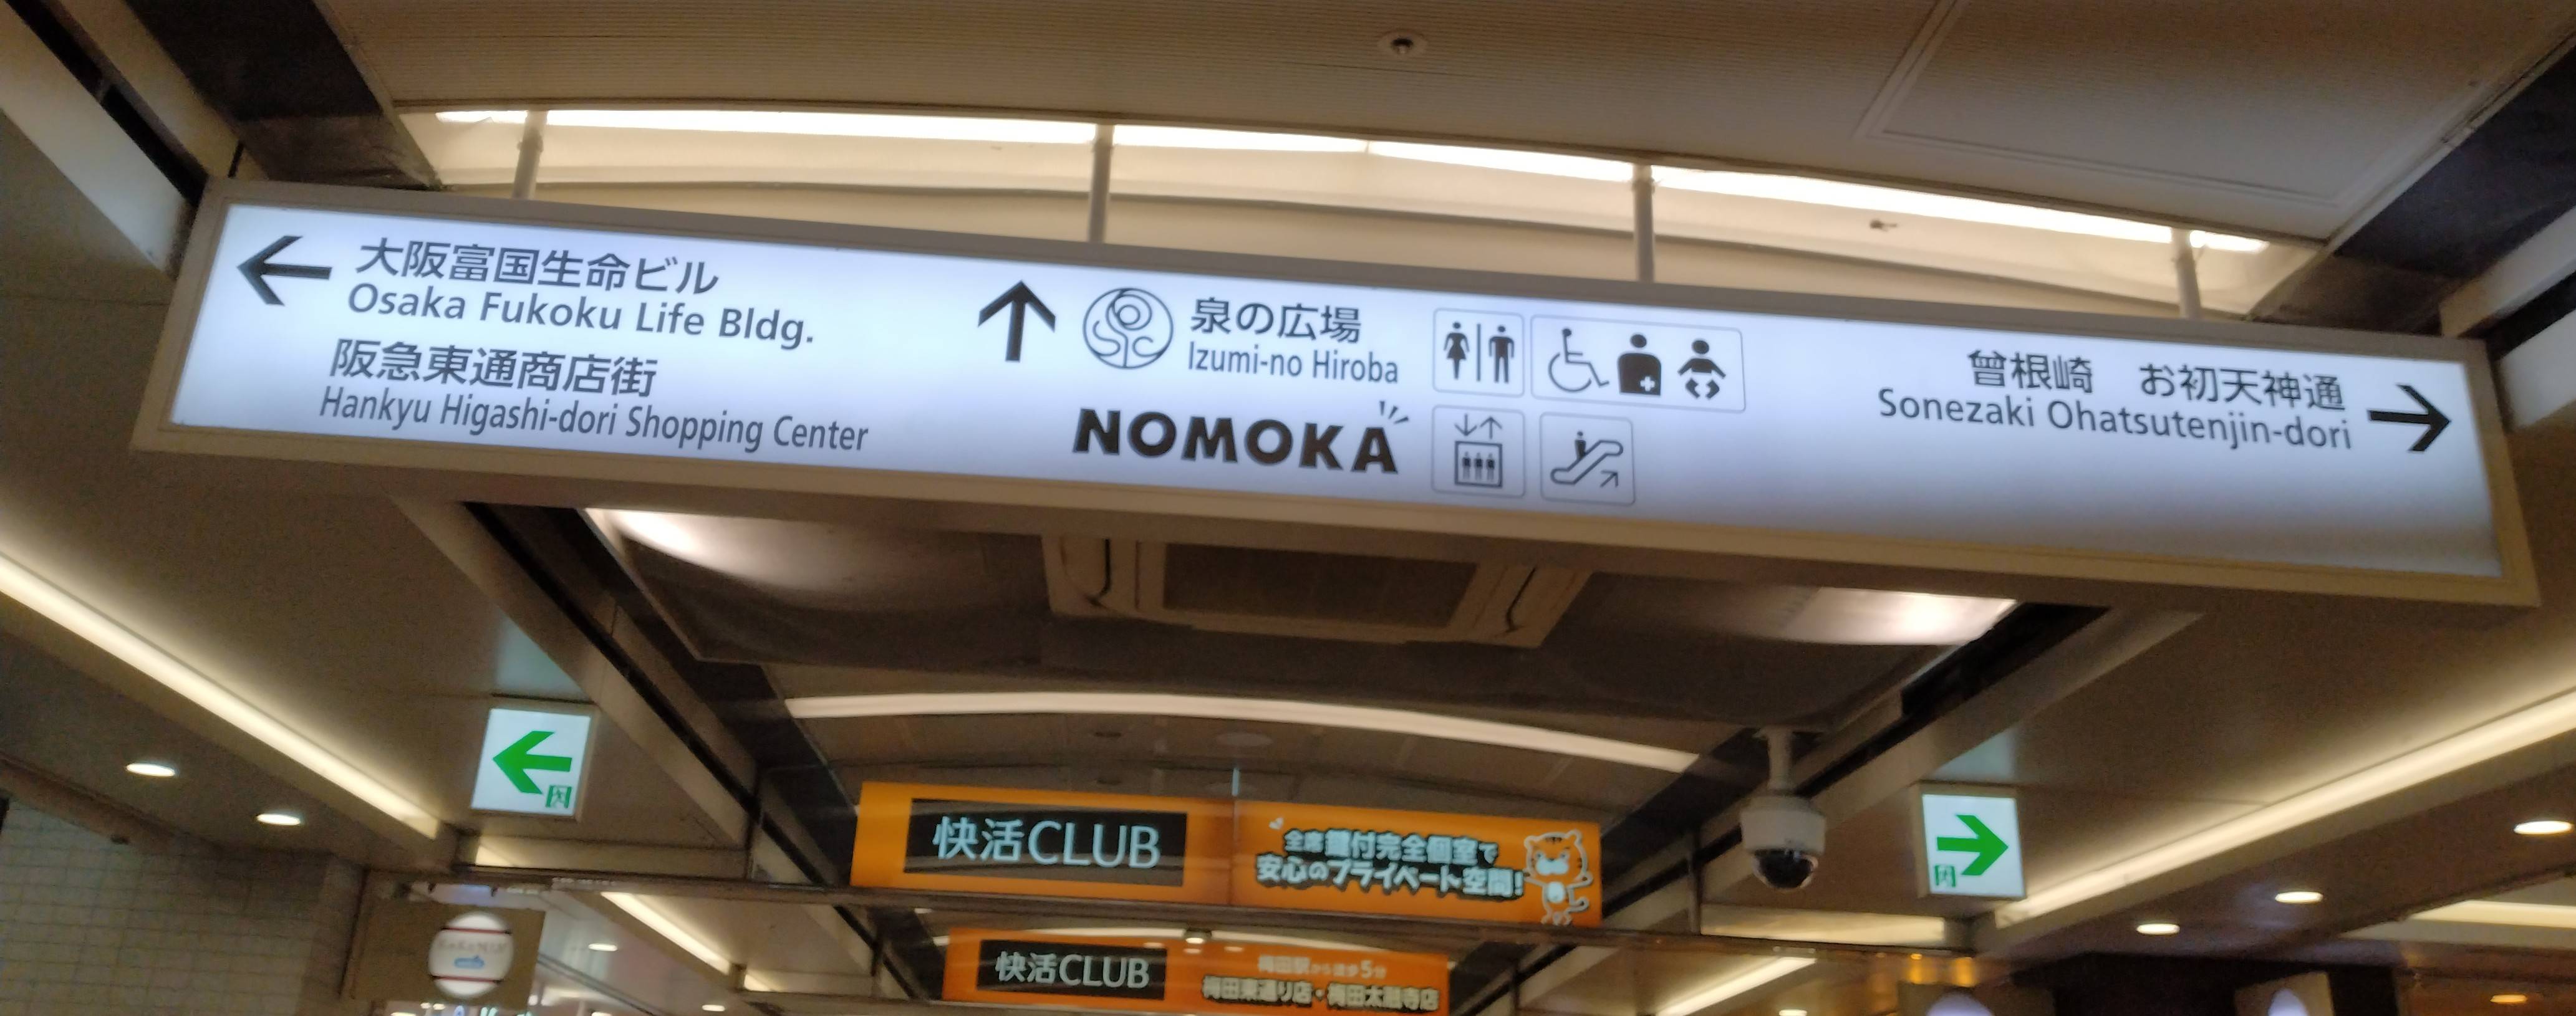 大阪富国生命ビル
Osaka Fukoku Life Bldg.
阪急東通商店街
Hankyu Higashi-dori Shopping Center
泉の広場
Izumi-no Hiroba
NOMOKA
曾根崎　お初天神通
Sonezaki Ohatsutenjin-dori
快活CLUB
全席鍵付完全個室で
安心のプライベート空間!
快活CLUB
梅田駅から徒歩5分
梅田東通り店・梅田太融寺店